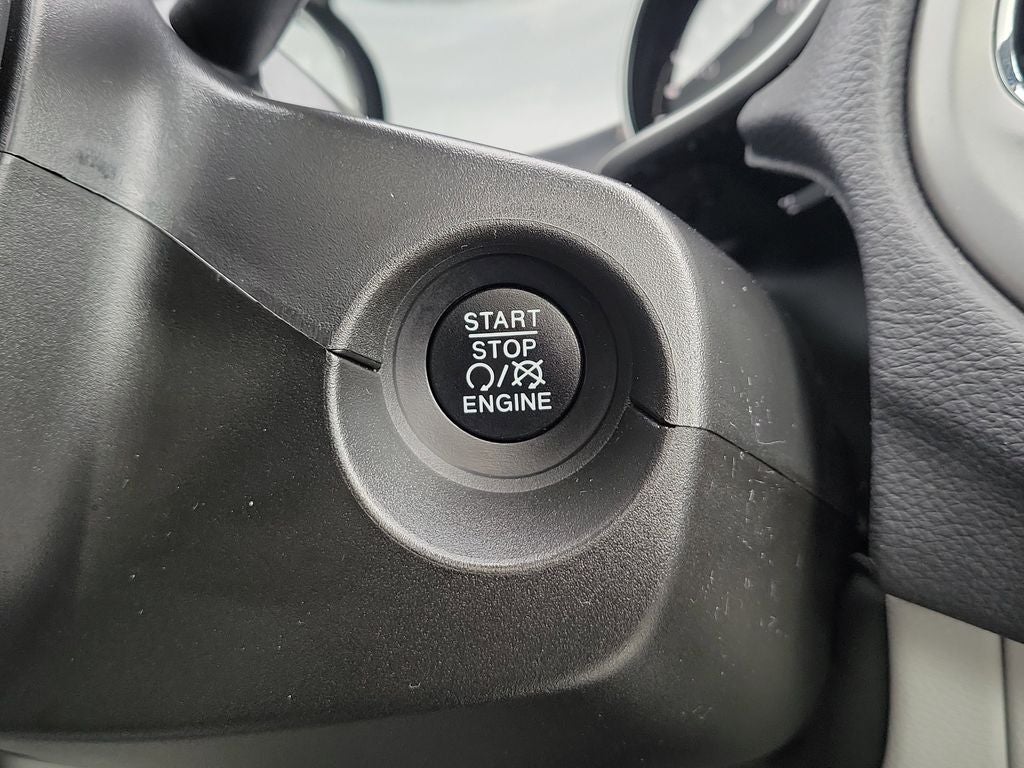 START
STOP
/
ENGINE